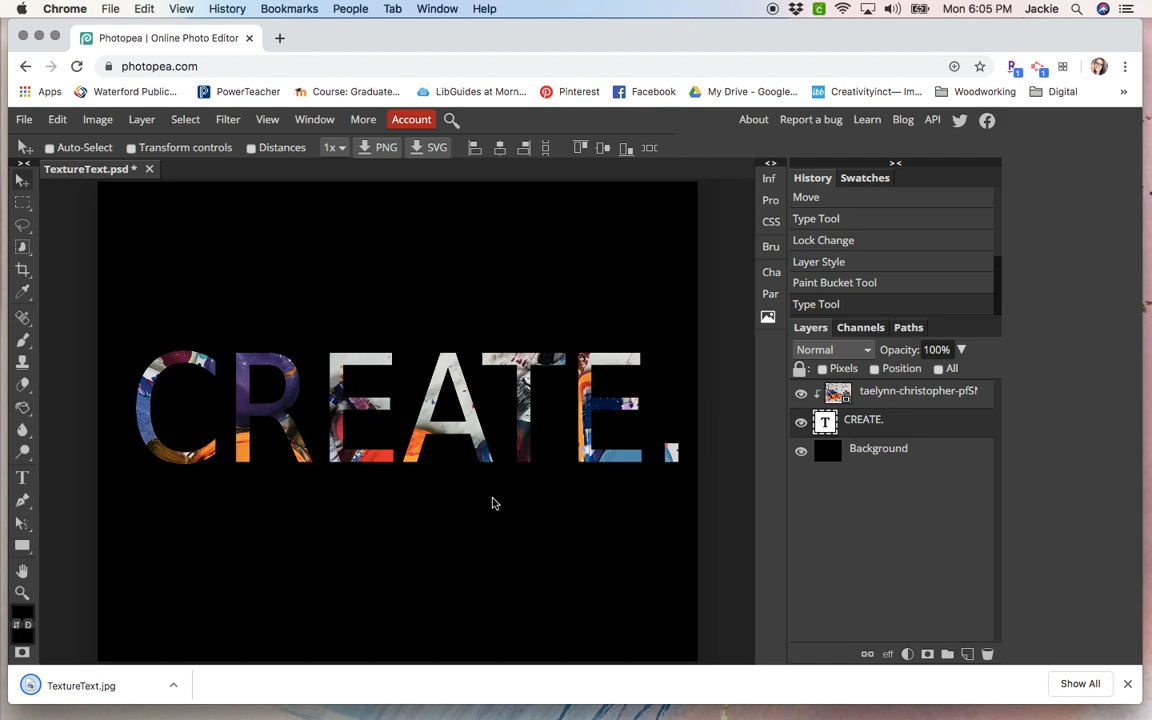 Chrome File Edit View History Bookmarks People Tab Window Help Mon 6:05 PM Jackie
Photopea | Online Photo Editor
photopea.com
Apps Waterford Public... PowerTeacher Course: Graduate... LibGuides at Morn... Pinterest Facebook My Drive - Google... Creativityinct— Im... Woodworking Digital »
File Edit Image Layer Select Filter View Window More Account About Report a bug Learn Blog API
Auto-Select Transform controls Distances 1x PNG SVG
TextureText.psd *
Inf
Pro
CSS
Bru
Cha
Par
History Swatches
Move
Type Tool
Lock Change
Layer Style
Paint Bucket Tool
Type Tool
Layers Channels Paths
Normal Opacity: 100%
Pixels Position All
taelynn-christopher-pfSN
T CREATE.
Background
eff
CREATE.
T
D
TextureText.jpg
Show All